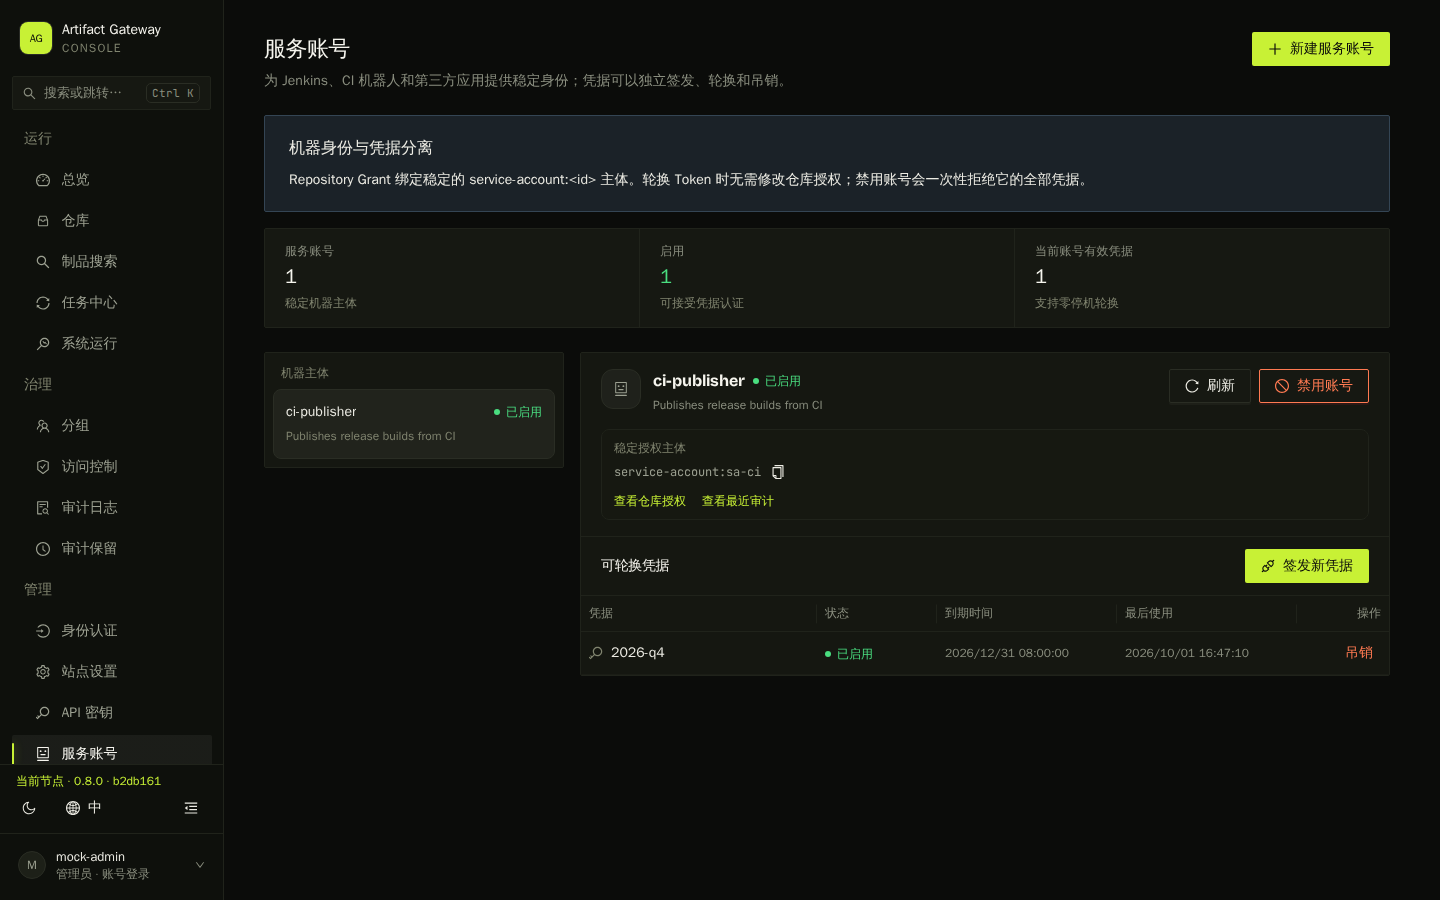 AG
Artifact Gateway
CONSOLE
搜索或跳转… Ctrl K
运行
总览
仓库
制品搜索
任务中心
系统运行
治理
分组
访问控制
审计日志
审计保留
管理
身份认证
站点设置
API 密钥
服务账号
当前节点 · 0.8.0 · b2db161
中
M
mock-admin
管理员 · 账号登录
服务账号
为 Jenkins、CI 机器人和第三方应用提供稳定身份；凭据可以独立签发、轮换和吊销。
新建服务账号
机器身份与凭据分离
Repository Grant 绑定稳定的 service-account:<id> 主体。轮换 Token 时无需修改仓库授权；禁用账号会一次性拒绝它的全部凭据。
服务账号
1
稳定机器主体
启用
1
可接受凭据认证
当前账号有效凭据
1
支持零停机轮换
机器主体
ci-publisher 已启用
Publishes release builds from CI
ci-publisher 已启用
Publishes release builds from CI
刷新 禁用账号
稳定授权主体
service-account:sa-ci
查看仓库授权 查看最近审计
可轮换凭据 签发新凭据
凭据 状态 到期时间 最后使用 操作
2026-q4 已启用 2026/12/31 08:00:00 2026/10/01 16:47:10 吊销